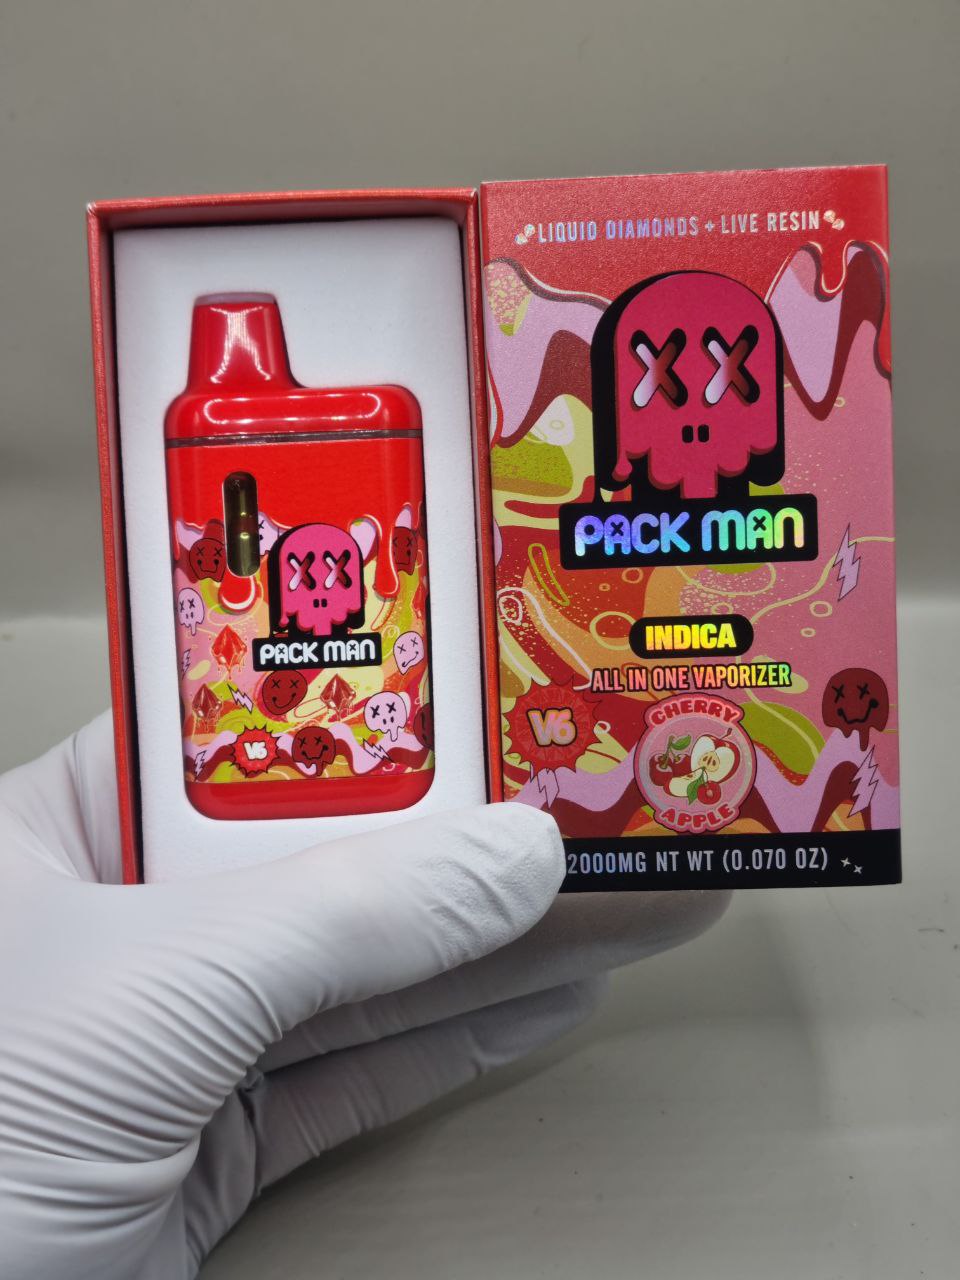 PACK MAN
V6
LIQUID DIAMONDS + LIVE RESIN
PACK MAN
INDICA
ALL IN ONE VAPORIZER
V6
CHERRY
APPLE
2000MG NT WT (0.070 OZ)